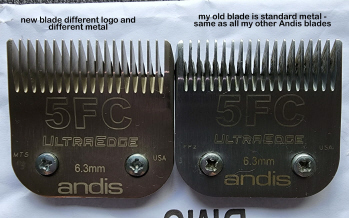 new blade different logo and
different metal
my old blade is standard metal -
same as all my other Andis blades
5FC
ULTRAEDGE
USA
6.3mm
andis
5FC
ULTRAEDGE
USA
6.3mm
andis